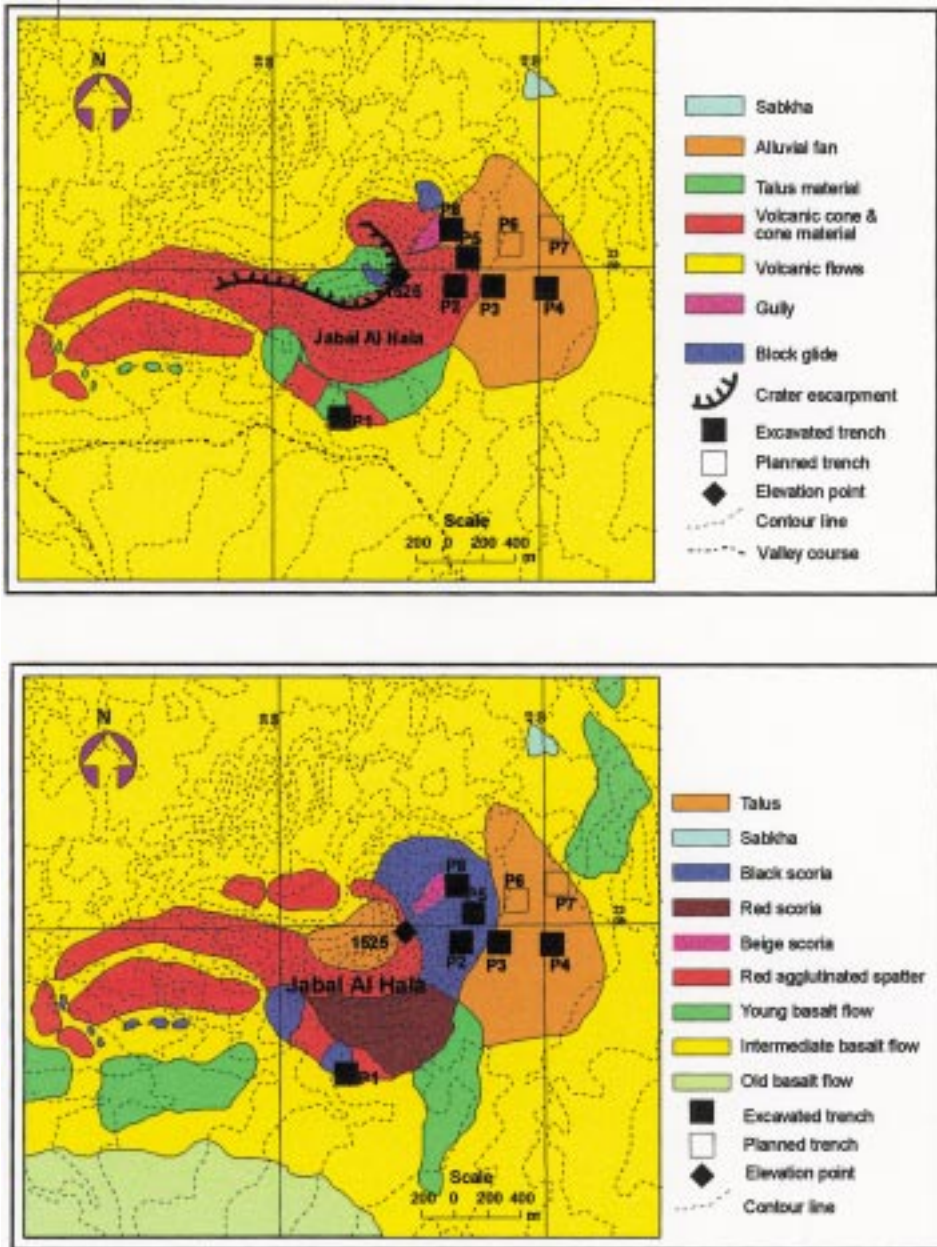 N
P8
P5
P6
P7
1525
P2
P3
P4
Jabal Al Hala
P1
Scale
200 0 200 400
m
Sabkha
Alluvial fan
Talus material
Volcanic cone &
cone material
Volcanic flows
Gully
Block glide
Crater escarpment
Excavated trench
Planned trench
Elevation point
Contour line
Valley course
N
P8
P5
P6
P7
1525
P2
P3
P4
Jabal Al Hala
P1
Scale
200 0 200 400
m
Talus
Sabkha
Black scoria
Red scoria
Beige scoria
Red agglutinated spatter
Young basalt flow
Intermediate basalt flow
Old basalt flow
Excavated trench
Planned trench
Elevation point
Contour line